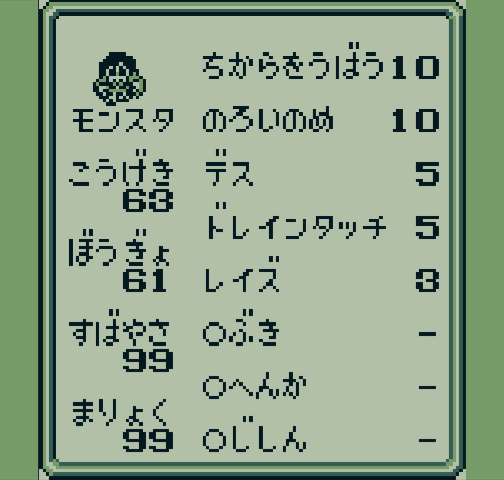 ちからをうばう10
モンスタ のろいのめ 10
こうげき 63 デス 5
ドレインタッチ 5
ぼうぎょ 61 レイズ 3
すばやさ 99 ○ぶき -
○へんか -
まりょく 99 ○じしん -